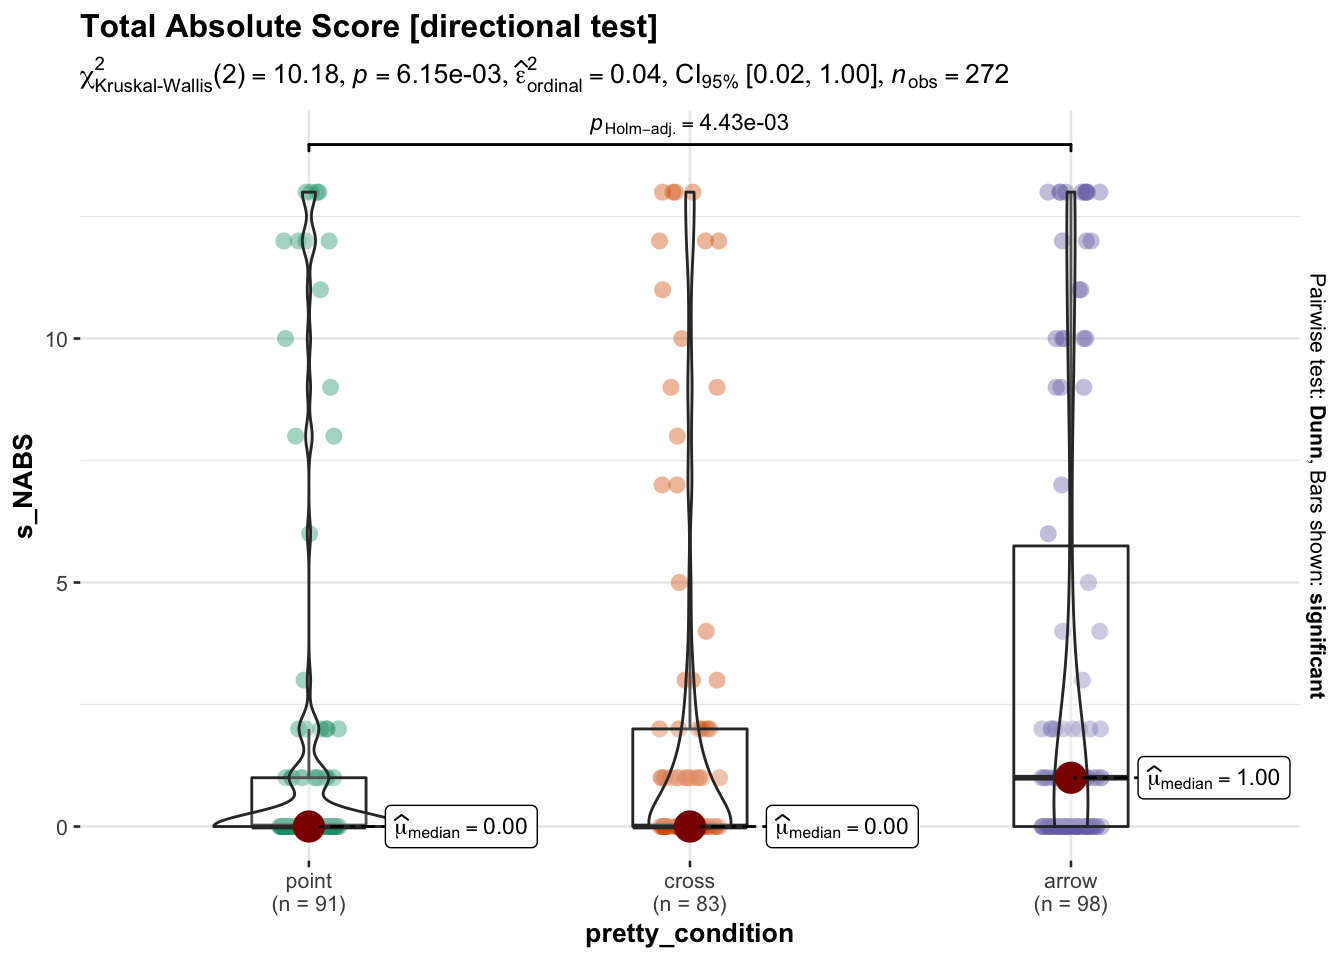 Total Absolute Score [directional test]
χ²Kruskal-Wallis(2) = 10.18, p = 6.15e-03, ε̂²ordinal = 0.04, CI95% [0.02, 1.00], nobs = 272
pHolm−adj. = 4.43e-03
s_NABS
10
5
0
μ̂median = 0.00
μ̂median = 0.00
μ̂median = 1.00
Pairwise test: Dunn, Bars shown: significant
point
(n = 91)
cross
(n = 83)
arrow
(n = 98)
pretty_condition